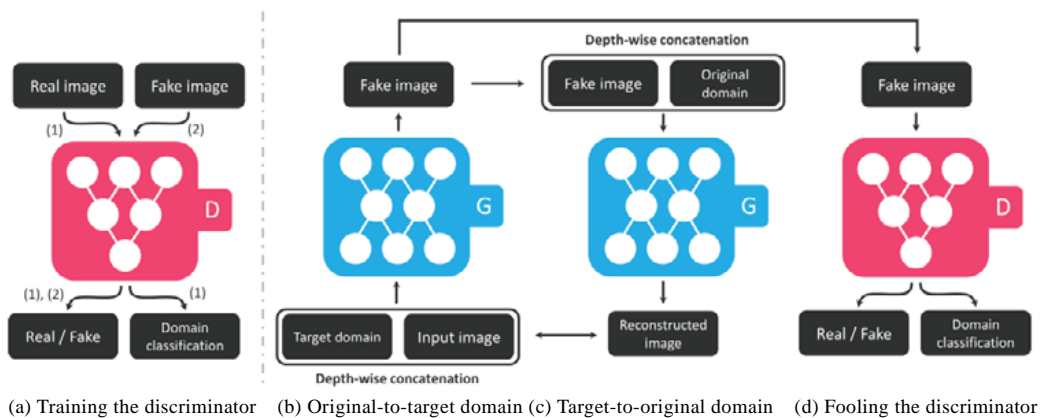 Real image
Fake image
(1)
(2)
D
(1), (2)
(1)
Real / Fake
Domain
classification
(a) Training the discriminator
Fake image
G
Target domain
Input image
Depth-wise concatenation
(b) Original-to-target domain
Depth-wise concatenation
Fake image
Original
domain
G
Reconstructed
image
(c) Target-to-original domain
Fake image
D
Real / Fake
Domain
classification
(d) Fooling the discriminator